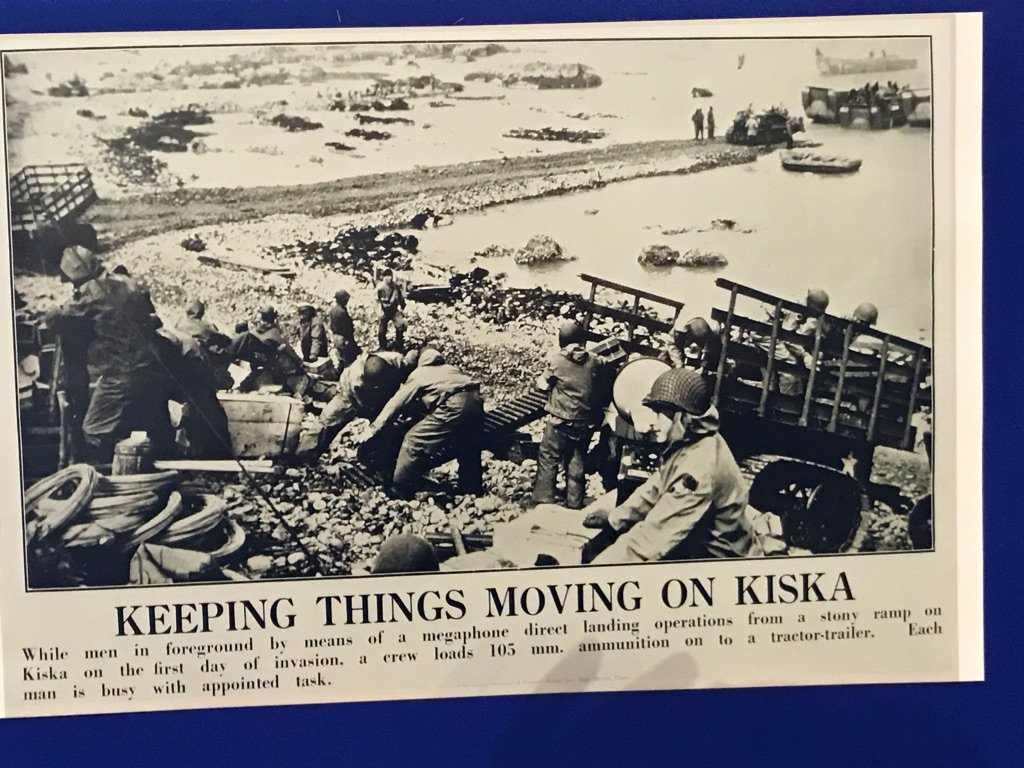 KEEPING THINGS MOVING ON KISKA
While men in foreground by means of a megaphone direct landing operations from a stony ramp on
Kiska on the first day of invasion, a crew loads 105 mm. ammunition on to a tractor-trailer. Each
man is busy with appointed task.